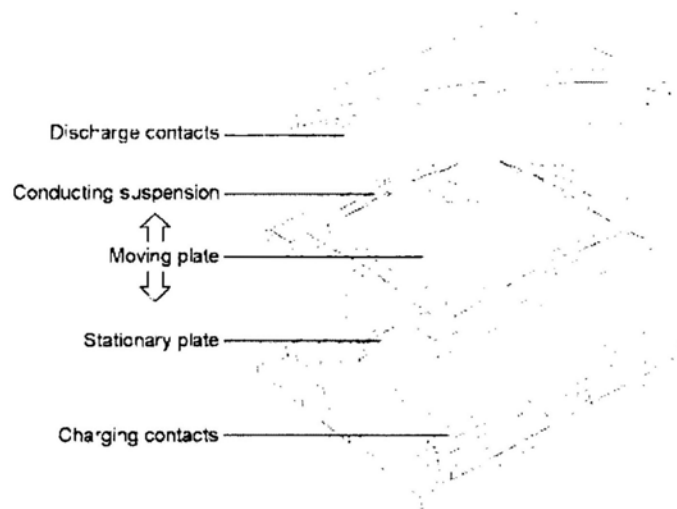 Discharge contacts
Conducting suspension
Moving plate
Stationary plate
Charging contacts